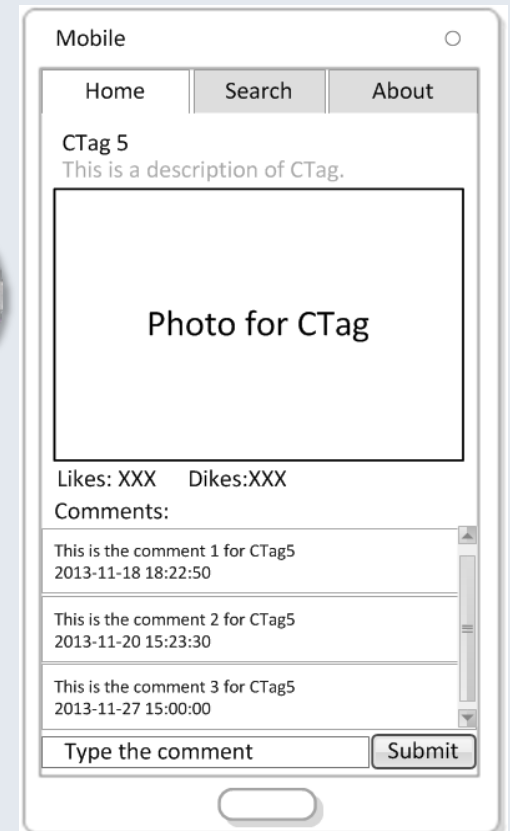 Mobile
Home Search About
CTag 5
This is a description of CTag.
Photo for CTag
Likes: XXX Dikes:XXX
Comments:
This is the comment 1 for CTag5
2013-11-18 18:22:50
This is the comment 2 for CTag5
2013-11-20 15:23:30
This is the comment 3 for CTag5
2013-11-27 15:00:00
Type the comment Submit